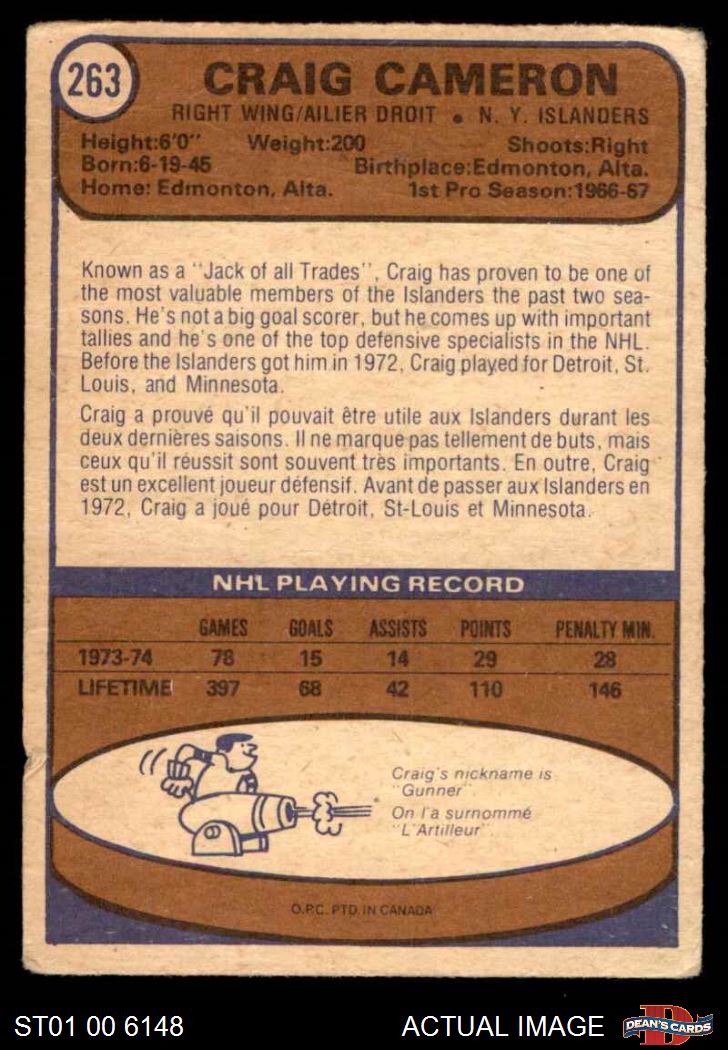 263
CRAIG CAMERON
RIGHT WING/AILIER DROIT • N. Y. ISLANDERS
Height:6'0" Weight:200 Shoots:Right
Born:6-19-45 Birthplace:Edmonton, Alta.
Home: Edmonton, Alta. 1st Pro Season:1966-67
Known as a "Jack of all Trades", Craig has proven to be one of
the most valuable members of the Islanders the past two sea-
sons. He's not a big goal scorer, but he comes up with important
tallies and he's one of the top defensive specialists in the NHL.
Before the Islanders got him in 1972, Craig played for Detroit, St.
Louis, and Minnesota.
Craig a prouvé qu'il pouvait être utile aux Islanders durant les
deux dernières saisons. Il ne marque pas tellement de buts, mais
ceux qu'il réussit sont souvent très importants. En outre, Craig
est un excellent joueur défensif. Avant de passer aux Islanders en
1972, Craig a joué pour Détroit, St-Louis et Minnesota.
NHL PLAYING RECORD
GAMES GOALS ASSISTS POINTS PENALTY MIN.
1973-74 78 15 14 29 28
LIFETIME 397 68 42 110 146
Craig's nickname is
"Gunner".
On l'a surnommé
"L'Artilleur".
O.P.C. PTD. IN CANADA
ST01 00 6148 ACTUAL IMAGE DEAN'S CARDS